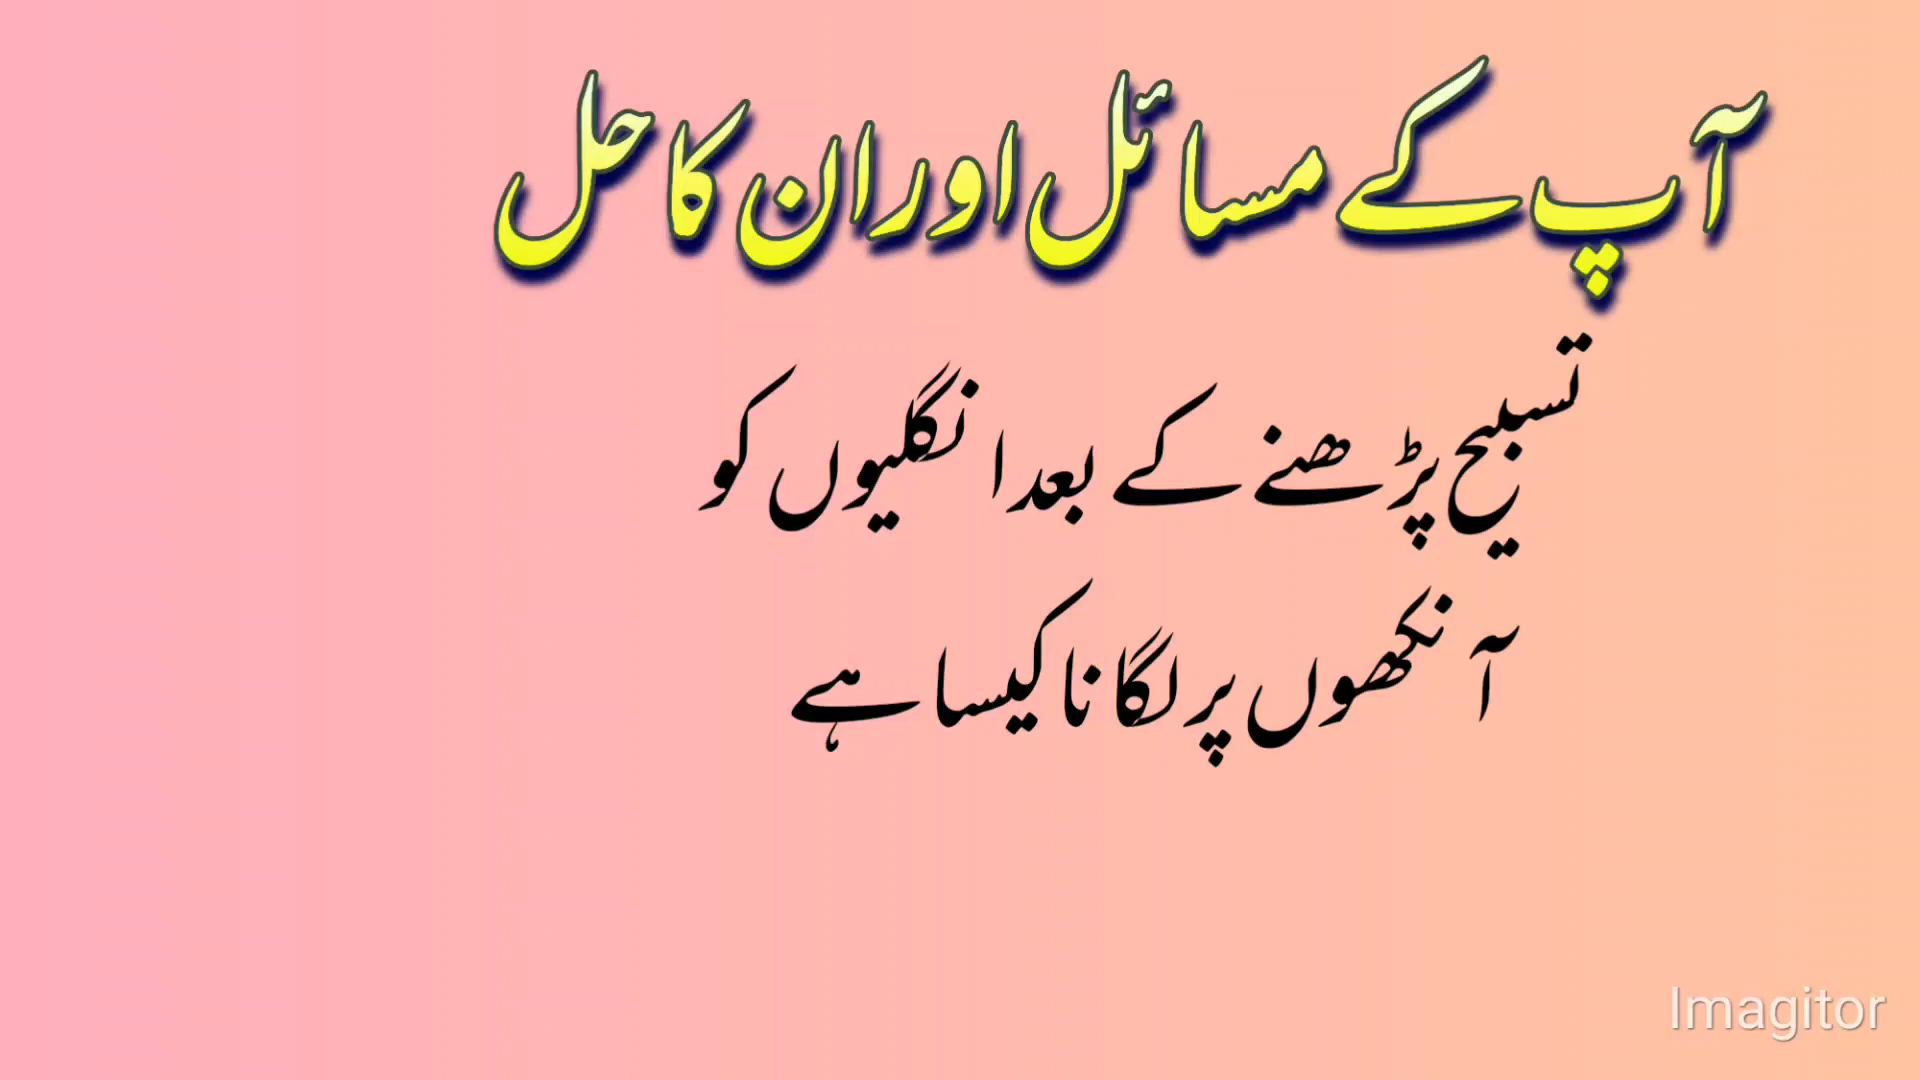 آپ کے مسائل اور ان کا حل
تسبیح پڑھنے کے بعد انگلیوں کو
آنکھوں پر لگانا کیسا ہے
Imagitor